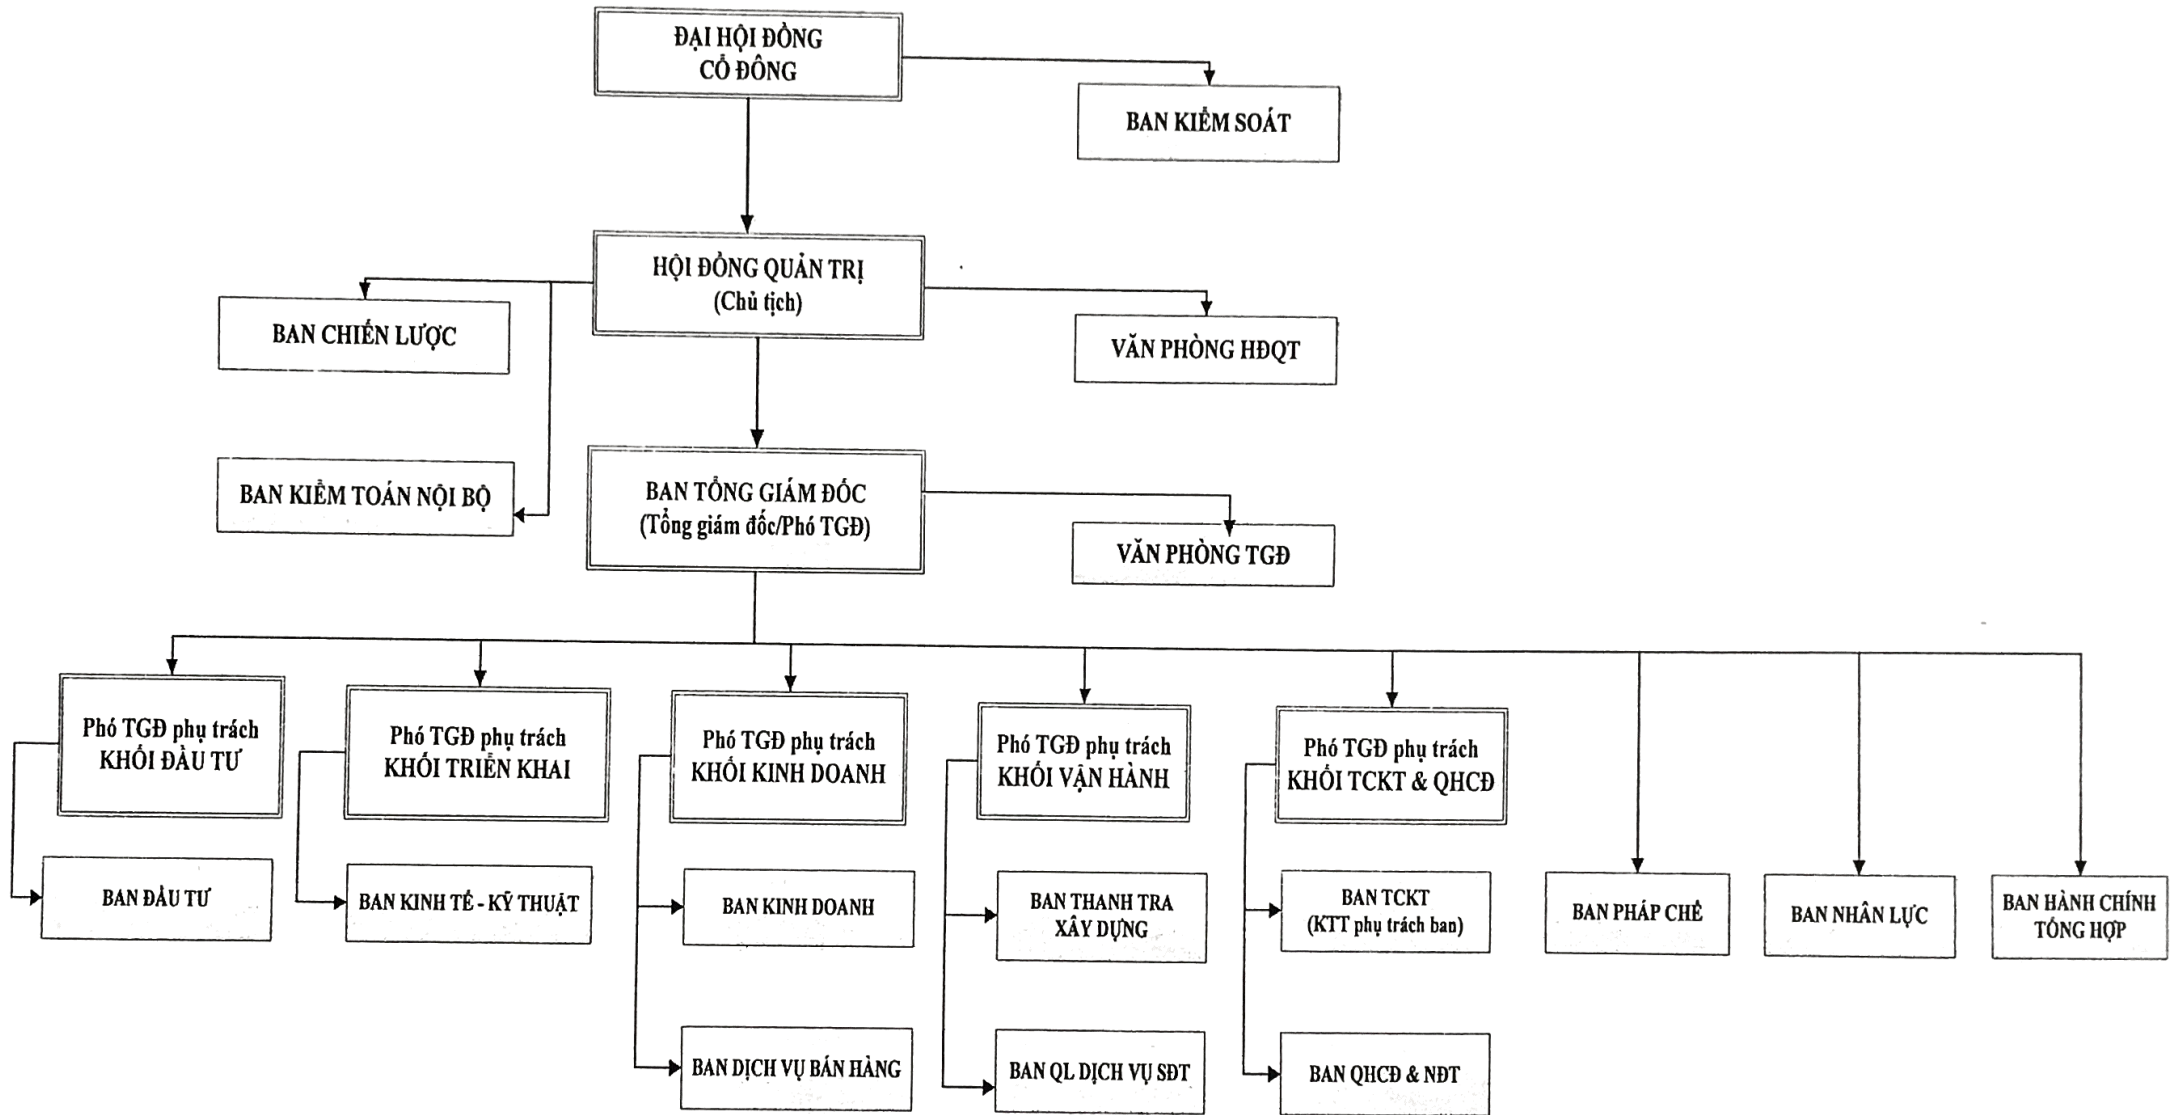 ĐẠI HỘI ĐỒNG
CỔ ĐÔNG
BAN KIỂM SOÁT
HỘI ĐỒNG QUẢN TRỊ
(Chủ tịch)
BAN CHIẾN LƯỢC
VĂN PHÒNG HĐQT
BAN KIỂM TOÁN NỘI BỘ
BAN TỔNG GIÁM ĐỐC
(Tổng giám đốc/Phó TGĐ)
VĂN PHÒNG TGĐ
Phó TGĐ phụ trách
KHỐI ĐẦU TƯ
Phó TGĐ phụ trách
KHỐI TRIỂN KHAI
Phó TGĐ phụ trách
KHỐI KINH DOANH
Phó TGĐ phụ trách
KHỐI VẬN HÀNH
Phó TGĐ phụ trách
KHỐI TCKT & QHCĐ
BAN ĐẦU TƯ
BAN KINH TẾ - KỸ THUẬT
BAN KINH DOANH
BAN THANH TRA
XÂY DỰNG
BAN TCKT
(KTT phụ trách ban)
BAN PHÁP CHẾ
BAN NHÂN LỰC
BAN HÀNH CHÍNH
TỔNG HỢP
BAN DỊCH VỤ BÁN HÀNG
BAN QL DỊCH VỤ SĐT
BAN QHCĐ & NĐT